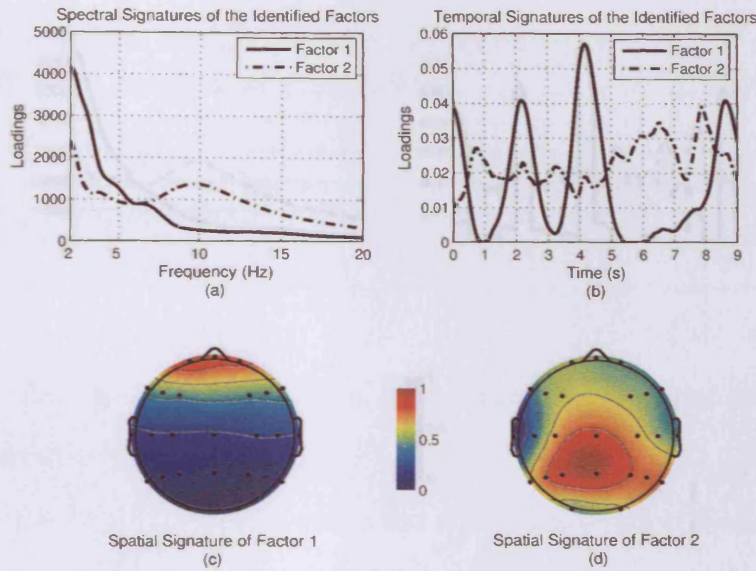 Spectral Signatures of the Identified Factors
5000
4000
3000
2000
1000
0
Loadings
Factor 1
Factor 2
2
5
10
15
20
Frequency (Hz)
(a)
Temporal Signatures of the Identified Factors
0.06
0.05
0.04
0.03
0.02
0.01
0
Loadings
Factor 1
Factor 2
0 1 2 3 4 5 6 7 8 9
Time (s)
(b)
1
0.5
0
Spatial Signature of Factor 1
(c)
Spatial Signature of Factor 2
(d)